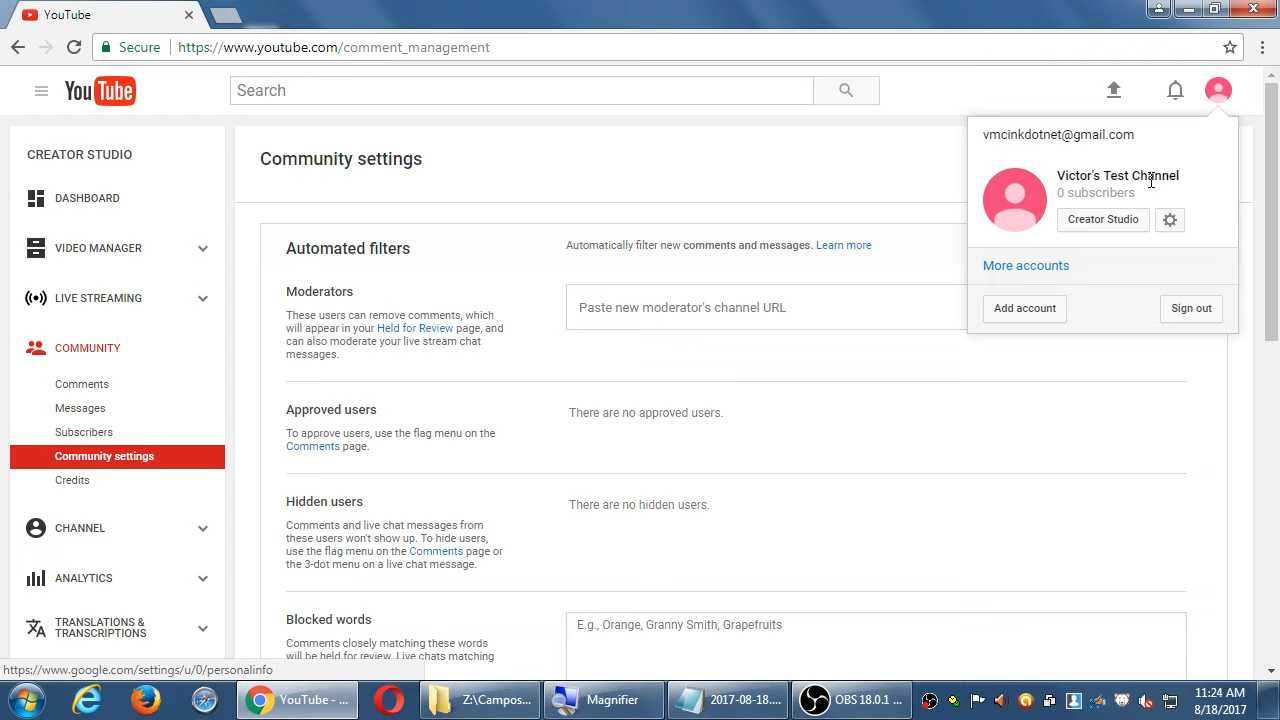 YouTube
Secure
https://www.youtube.com/comment_management
YouTube
Search
vmcinkdotnet@gmail.com
Victor's Test Channel
0 subscribers
Creator Studio
More accounts
Add account
Sign out
CREATOR STUDIO
DASHBOARD
VIDEO MANAGER
LIVE STREAMING
COMMUNITY
Comments
Messages
Subscribers
Community settings
Credits
CHANNEL
ANALYTICS
TRANSLATIONS &
TRANSCRIPTIONS
Community settings
Automated filters
Automatically filter new comments and messages. Learn more
Moderators
These users can remove comments, which
will appear in your Held for Review page, and
can also moderate your live stream chat
messages.
Paste new moderator's channel URL
Approved users
To approve users, use the flag menu on the
Comments page.
There are no approved users.
Hidden users
Comments and live chat messages from
these users won't show up. To hide users,
use the flag menu on the Comments page or
the 3-dot menu on a live chat message.
There are no hidden users.
Blocked words
Comments closely matching these words
will be held for review. Live chats matching
E.g., Orange, Granny Smith, Grapefruits
https://www.google.com/settings/u/0/personalinfo
YouTube - ...
Z:\Campos...
Magnifier
2017-08-18....
OBS 18.0.1 ...
11:24 AM
8/18/2017